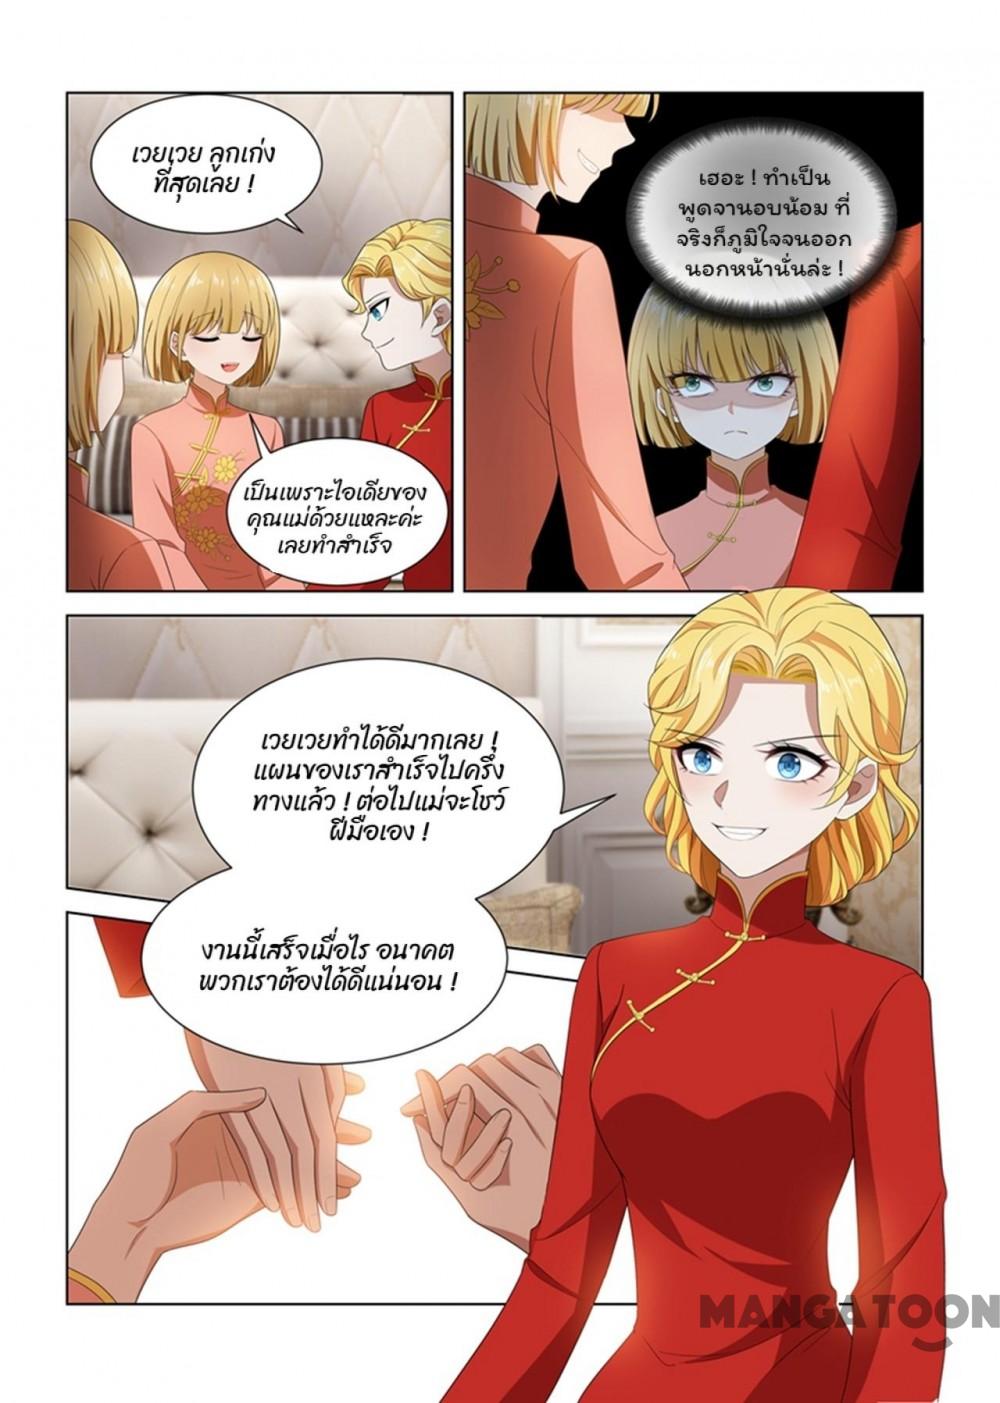 เวยเวย ลูกเก่ง
ที่สุดเลย !
เป็นเพราะไอเดียของ
คุณแม่ด้วยแหละค่ะ
เลยทำสำเร็จ
เฮอะ ! ทำเป็น
พูดจานอบน้อม ที่
จริงก็ภูมิใจจนออก
นอกหน้านั่นล่ะ !
เวยเวยทำได้ดีมากเลย !
แผนของเราสำเร็จไปครึ่ง
ทางแล้ว ! ต่อไปแม่จะโชว์
ฝีมือเอง !
งานนี้เสร็จเมื่อไร อนาคต
พวกเราต้องได้ดีแน่นอน !
MANGATOON